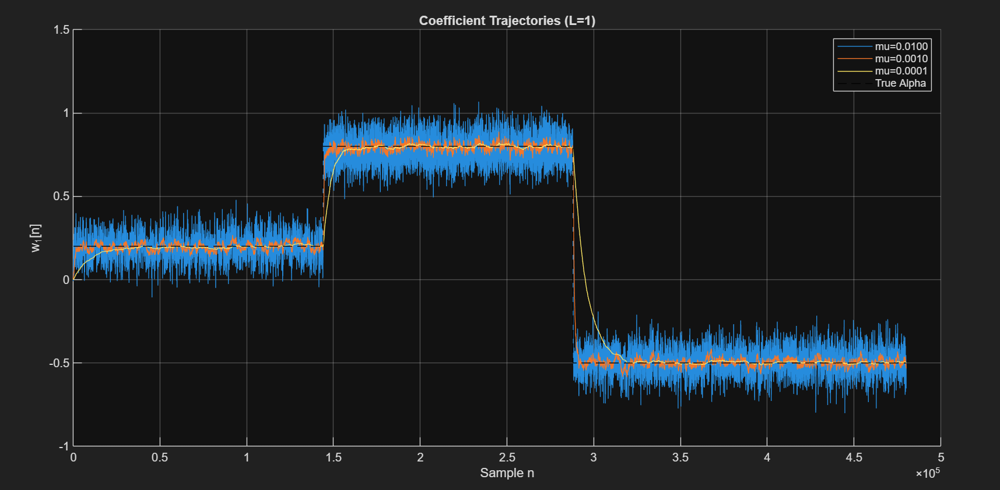 Coefficient Trajectories (L=1)
mu=0.0100
mu=0.0010
mu=0.0001
True Alpha
1.5
1
0.5
0
-0.5
-1
w₁[n]
0 0.5 1 1.5 2 2.5 3 3.5 4 4.5 5
Sample n
×10⁵